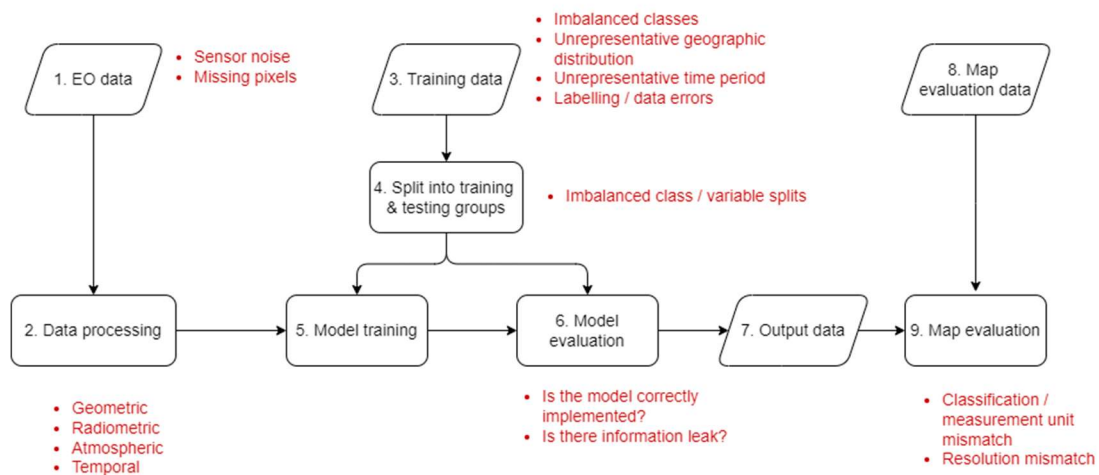 1. EO data
• Sensor noise
• Missing pixels
3. Training data
• Imbalanced classes
• Unrepresentative geographic
distribution
• Unrepresentative time period
• Labelling / data errors
8. Map
evaluation data
4. Split into training
& testing groups
• Imbalanced class / variable splits
2. Data processing
5. Model training
6. Model
evaluation
7. Output data
9. Map evaluation
• Geometric
• Radiometric
• Atmospheric
• Temporal
• Is the model correctly
implemented?
• Is there information leak?
• Classification /
measurement unit
mismatch
• Resolution mismatch